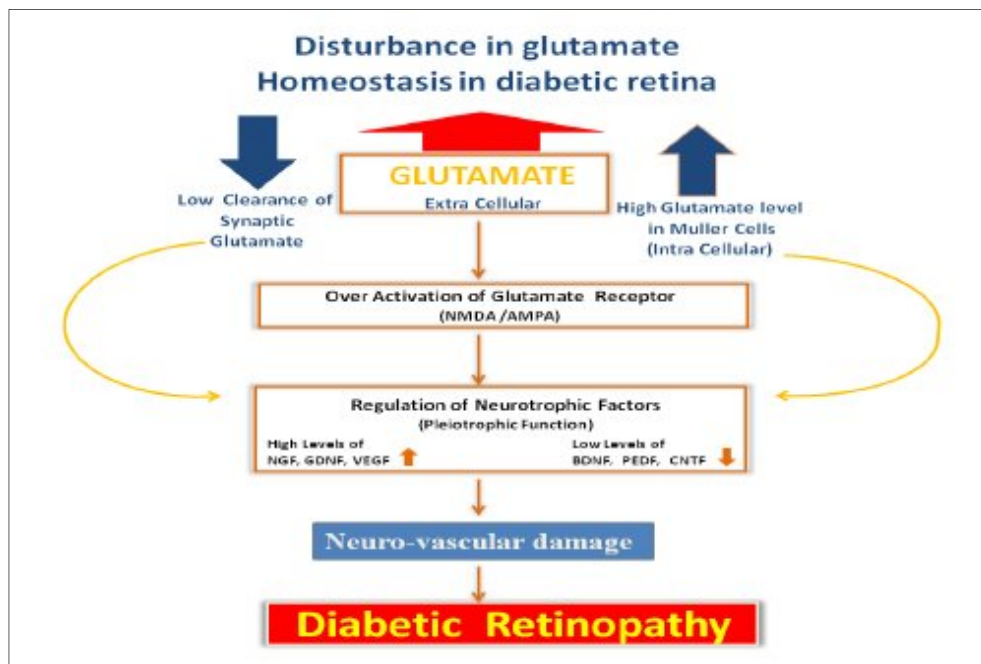 Disturbance in glutamate
Homeostasis in diabetic retina
GLUTAMATE
Extra Cellular
Low Clearance of
Synaptic
Glutamate
High Glutamate level
in Muller Cells
(Intra Cellular)
Over Activation of Glutamate Receptor
(NMDA/AMPA)
Regulation of Neurotrophic Factors
(Pleiotrophic Function)
High Levels of
NGF, GDNF, VEGF
Low Levels of
BDNF, PEDF, CNTF
Neuro-vascular damage
Diabetic Retinopathy